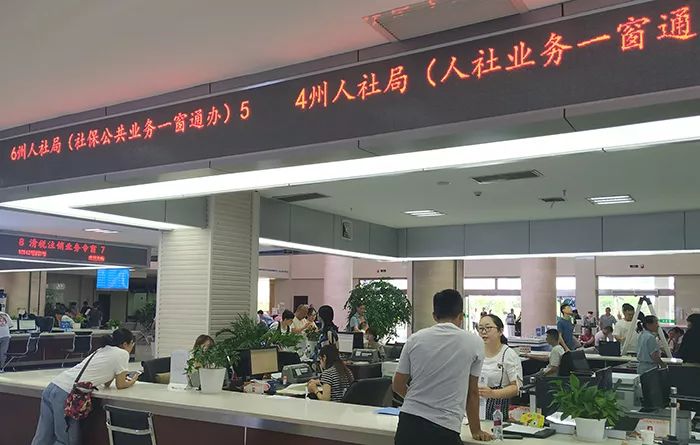 6州人社局（社保公共业务一窗通办）5
4州人社局（人社业务一窗通
8 清税注销业务专窗 7